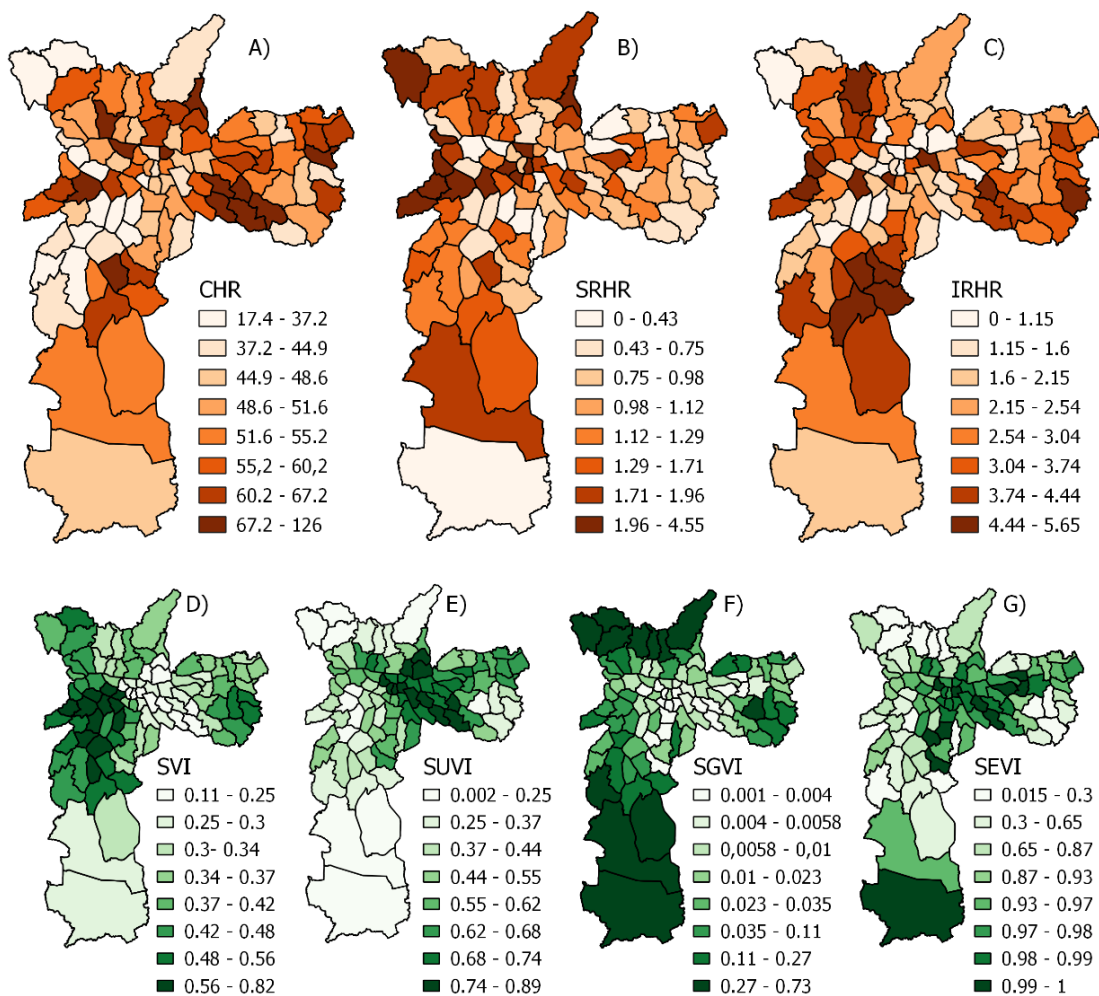 A)
B)
C)
CHR
17.4 - 37.2
37.2 - 44.9
44.9 - 48.6
48.6 - 51.6
51.6 - 55.2
55,2 - 60,2
60.2 - 67.2
67.2 - 126
SRHR
0 - 0.43
0.43 - 0.75
0.75 - 0.98
0.98 - 1.12
1.12 - 1.29
1.29 - 1.71
1.71 - 1.96
1.96 - 4.55
IRHR
0 - 1.15
1.15 - 1.6
1.6 - 2.15
2.15 - 2.54
2.54 - 3.04
3.04 - 3.74
3.74 - 4.44
4.44 - 5.65
D)
E)
F)
G)
SVI
0.11 - 0.25
0.25 - 0.3
0.3- 0.34
0.34 - 0.37
0.37 - 0.42
0.42 - 0.48
0.48 - 0.56
0.56 - 0.82
SUVI
0.002 - 0.25
0.25 - 0.37
0.37 - 0.44
0.44 - 0.55
0.55 - 0.62
0.62 - 0.68
0.68 - 0.74
0.74 - 0.89
SGVI
0.001 - 0.004
0.004 - 0.0058
0,0058 - 0,01
0.01 - 0.023
0.023 - 0.035
0.035 - 0.11
0.11 - 0.27
0.27 - 0.73
SEVI
0.015 - 0.3
0.3 - 0.65
0.65 - 0.87
0.87 - 0.93
0.93 - 0.97
0.97 - 0.98
0.98 - 0.99
0.99 - 1